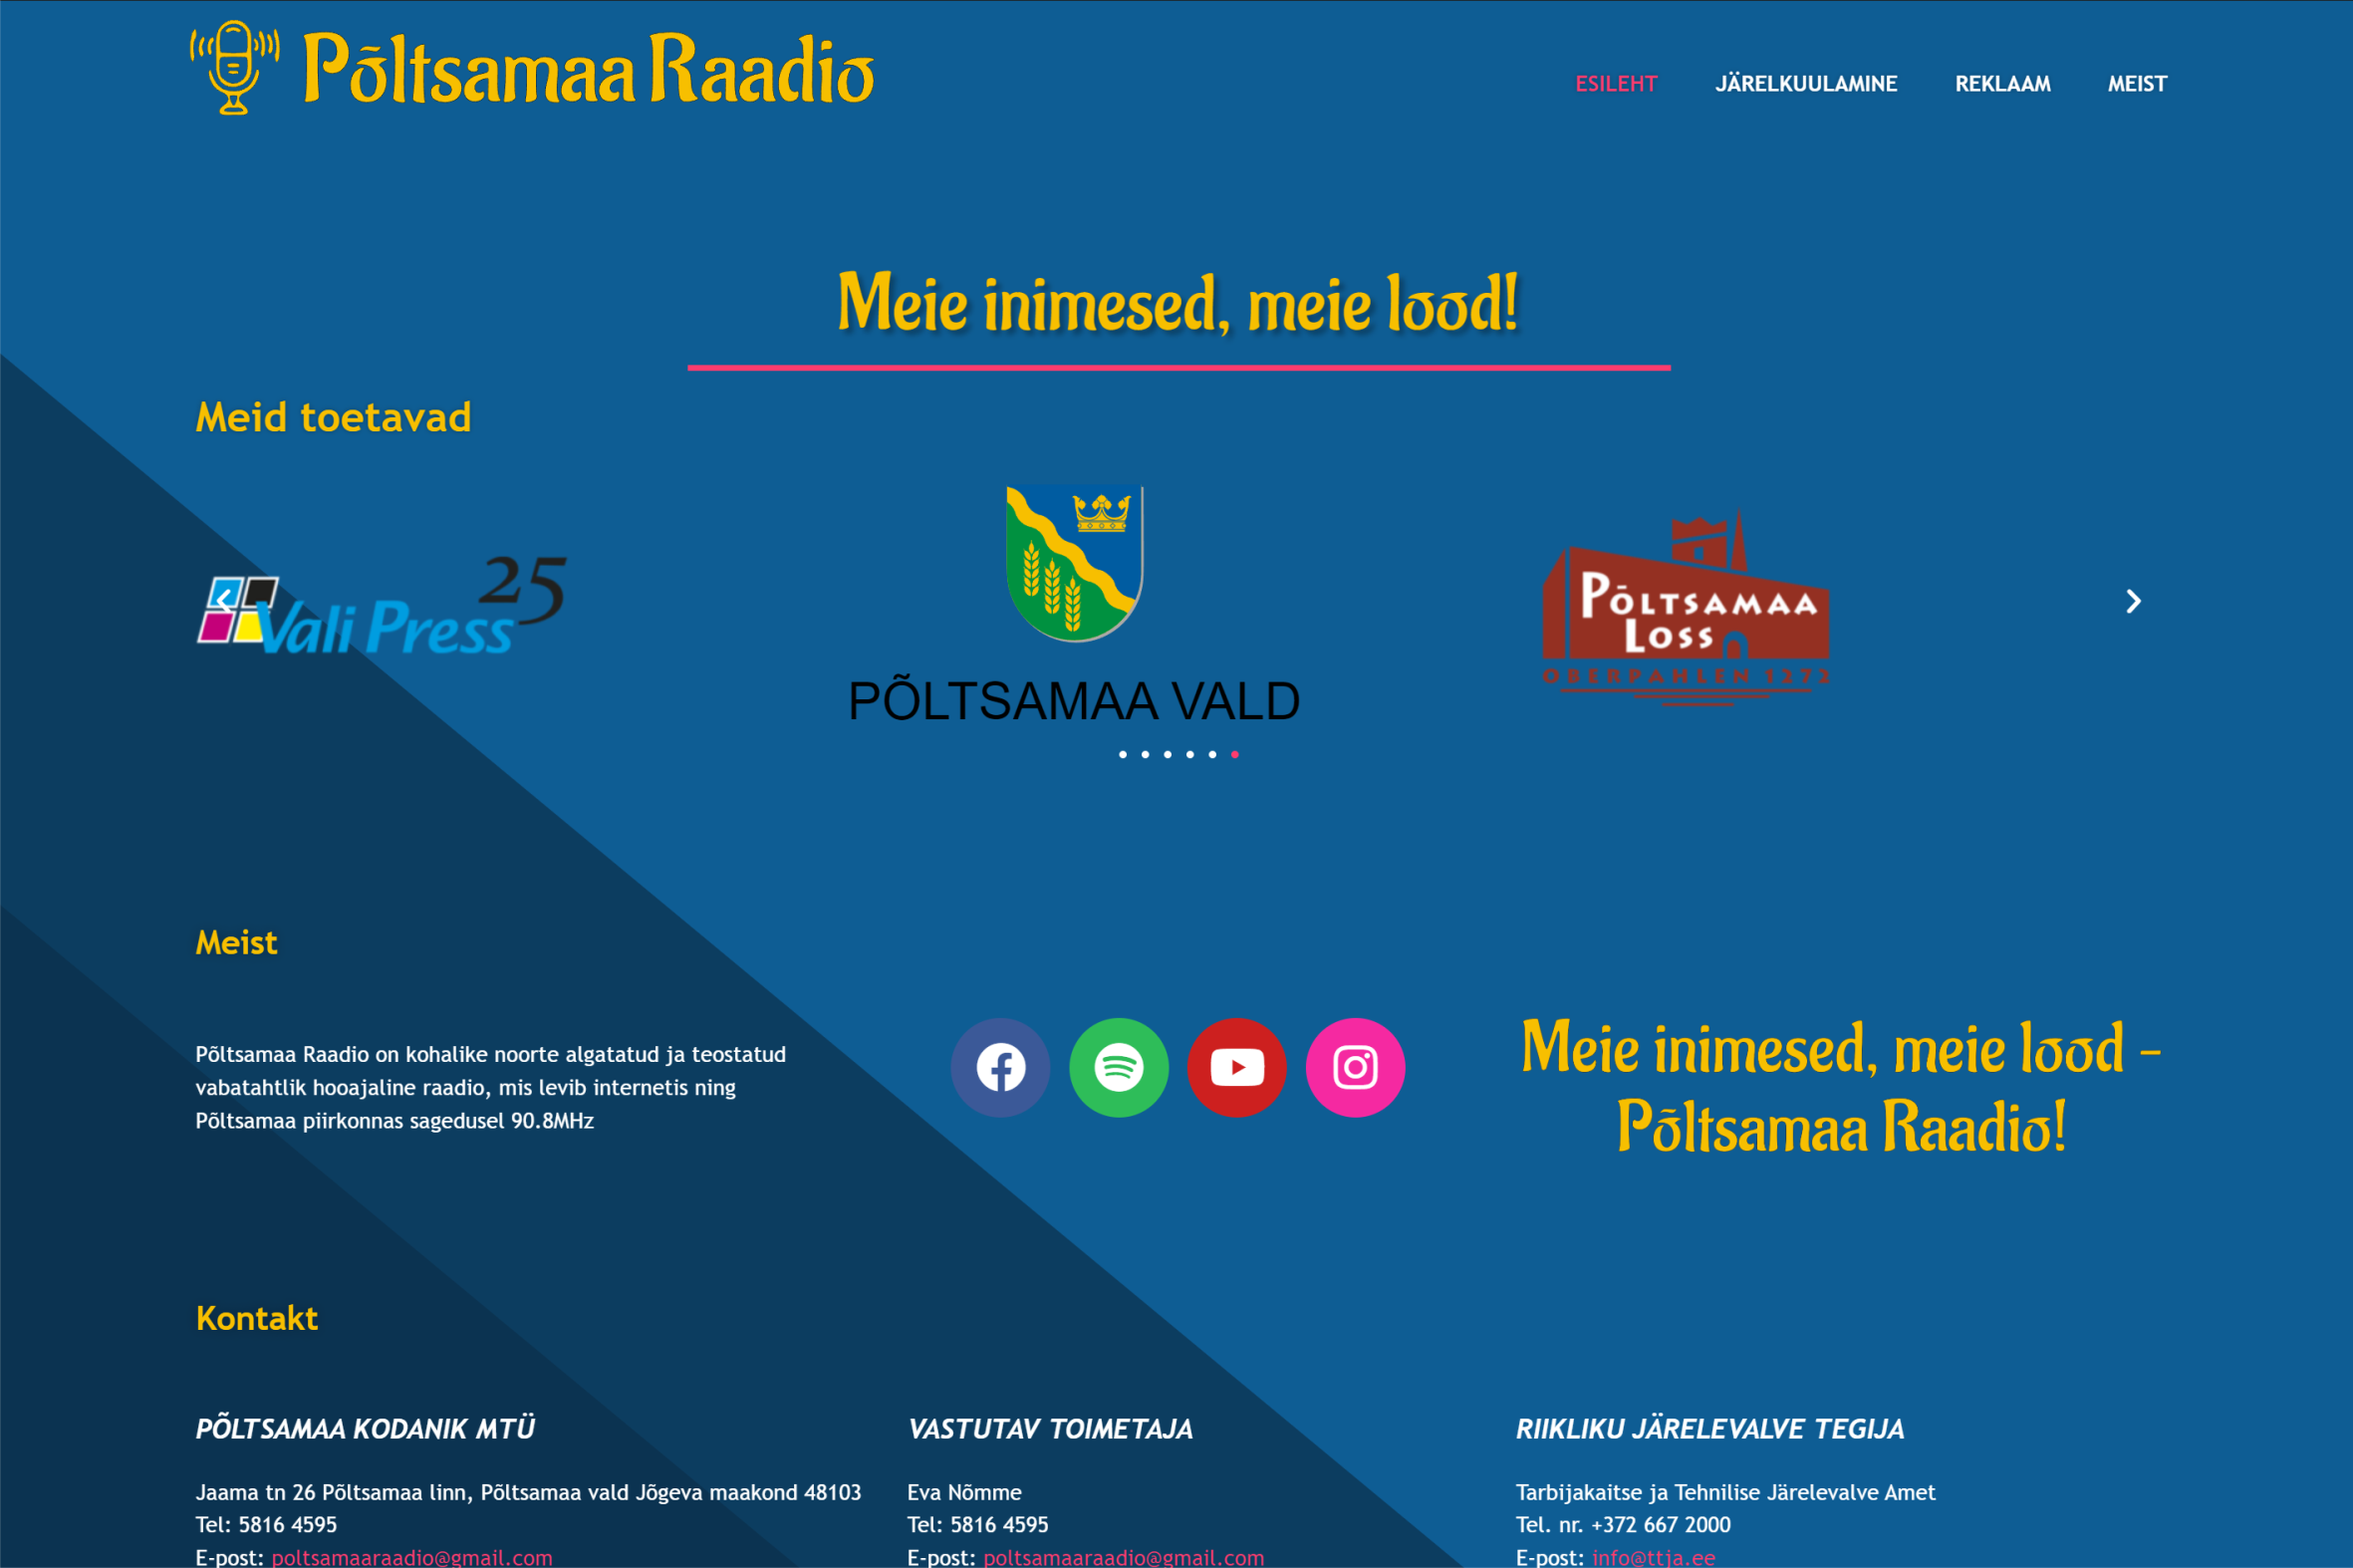 Põltsamaa Raadio
ESILEHT JÄRELKUULAMINE REKLAAM MEIST
Meie inimesed, meie lood!
Meid toetavad
Vali Press 25
PÕLTSAMAA VALD
PÕLTSAMAA
LOSS
OBERPAHLEN 1272
Meist
Põltsamaa Raadio on kohalike noorte algatatud ja teostatud
vabatahtlik hooajaline raadio, mis levib internetis ning
Põltsamaa piirkonnas sagedusel 90.8MHz
Meie inimesed, meie lood –
Põltsamaa Raadio!
Kontakt
PÕLTSAMAA KODANIK MTÜ
Jaama tn 26 Põltsamaa linn, Põltsamaa vald Jõgeva maakond 48103
Tel: 5816 4595
E-post: poltsamaaraadio@gmail.com
VASTUTAV TOIMETAJA
Eva Nõmme
Tel: 5816 4595
E-post: poltsamaaraadio@gmail.com
RIIKLIKU JÄRELEVALVE TEGIJA
Tarbijakaitse ja Tehnilise Järelevalve Amet
Tel. nr. +372 667 2000
E-post: info@ttja.ee